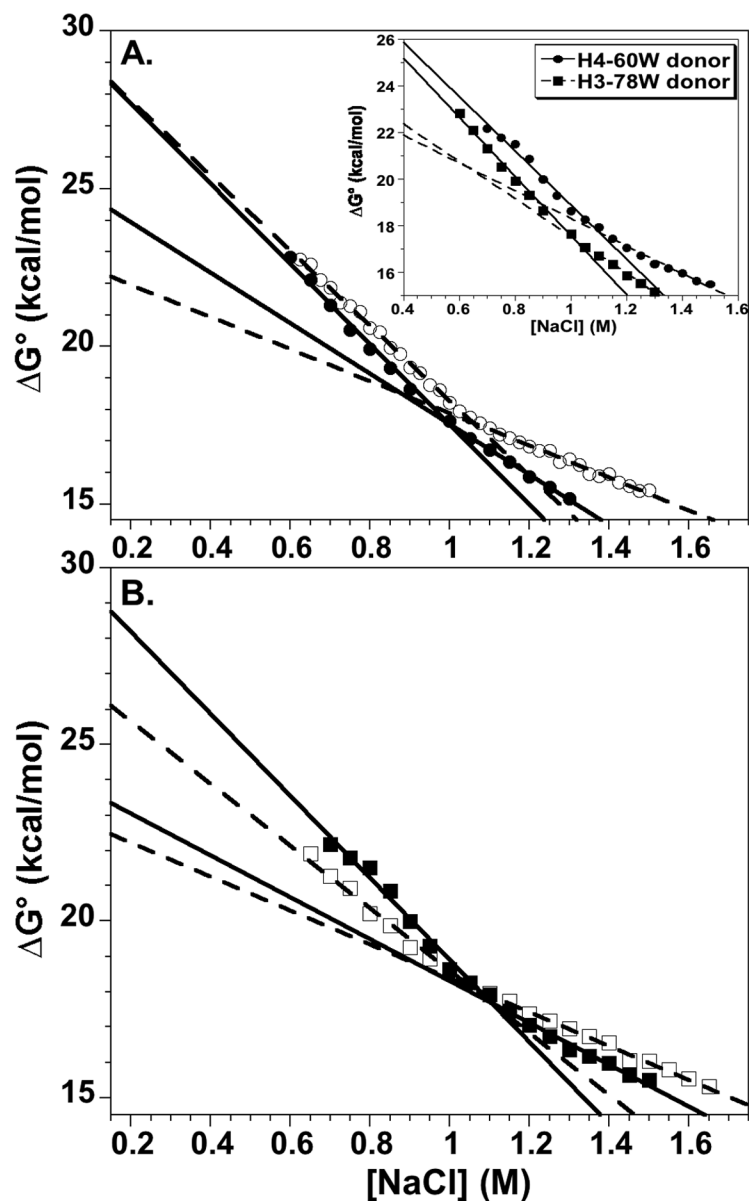 A.
30
25
20
15
ΔG° (kcal/mol)
0.2 0.4 0.6 0.8 1 1.2 1.4 1.6
H4-60W donor
H3-78W donor
26
24
22
20
18
16
ΔG° (kcal/mol)
0.4 0.6 0.8 1.0 1.2 1.4 1.6
[NaCl] (M)
B.
30
25
20
15
ΔG° (kcal/mol)
0.2 0.4 0.6 0.8 1 1.2 1.4 1.6
[NaCl] (M)